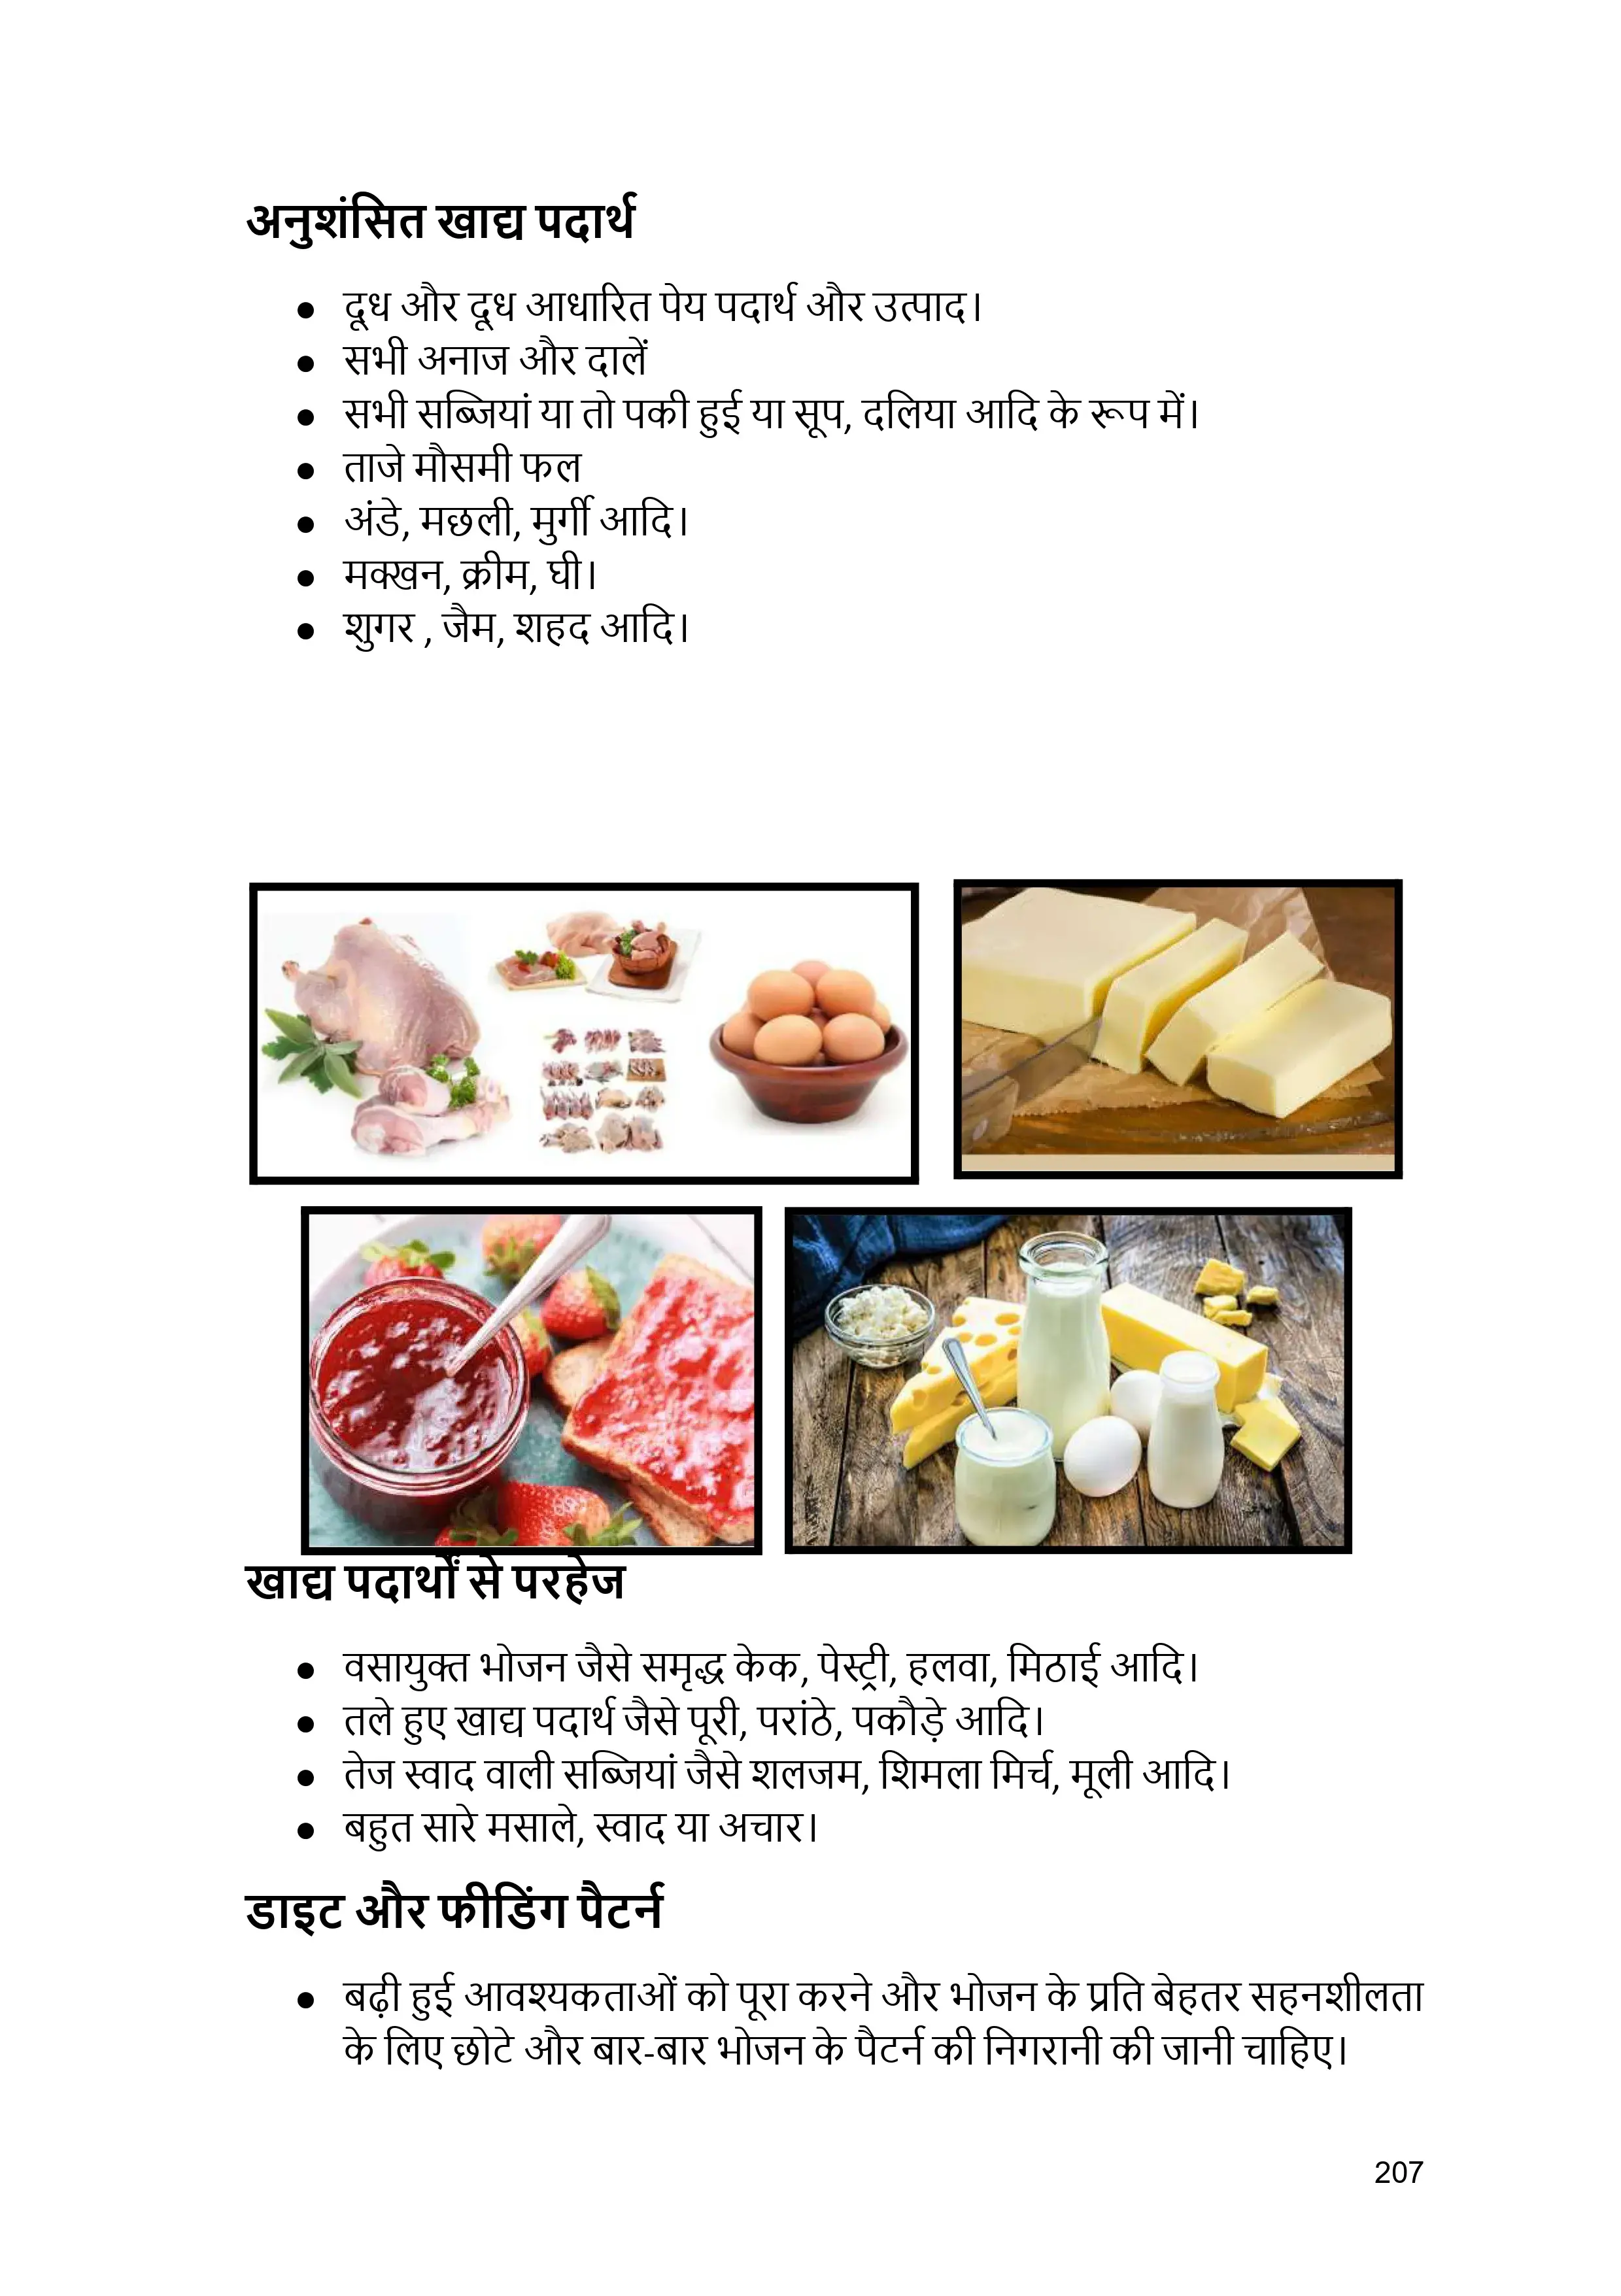 अनुशंसित खाद्य पदार्थ
● दूध और दूध आधारित पेय पदार्थ और उत्पाद।
● सभी अनाज और दालें
● सभी सब्जियां या तो पकी हुई या सूप, दलिया आदि के रूप में।
● ताजे मौसमी फल
● अंडे, मछली, मुर्गी आदि।
● मक्खन, क्रीम, घी।
● शुगर , जैम, शहद आदि।
खाद्य पदार्थों से परहेज
● वसायुक्त भोजन जैसे समृद्ध केक, पेस्ट्री, हलवा, मिठाई आदि।
● तले हुए खाद्य पदार्थ जैसे पूरी, परांठे, पकौड़े आदि।
● तेज स्वाद वाली सब्जियां जैसे शलजम, शिमला मिर्च, मूली आदि।
● बहुत सारे मसाले, स्वाद या अचार।
डाइट और फीडिंग पैटर्न
● बढ़ी हुई आवश्यकताओं को पूरा करने और भोजन के प्रति बेहतर सहनशीलता
के लिए छोटे और बार-बार भोजन के पैटर्न की निगरानी की जानी चाहिए।
207